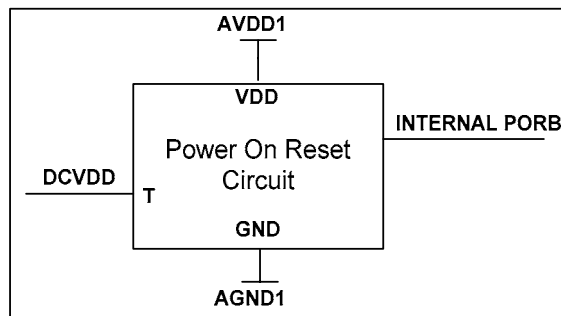 AVDD1
VDD
INTERNAL PORB
Power On Reset
Circuit
DCVDD
T
GND
AGND1